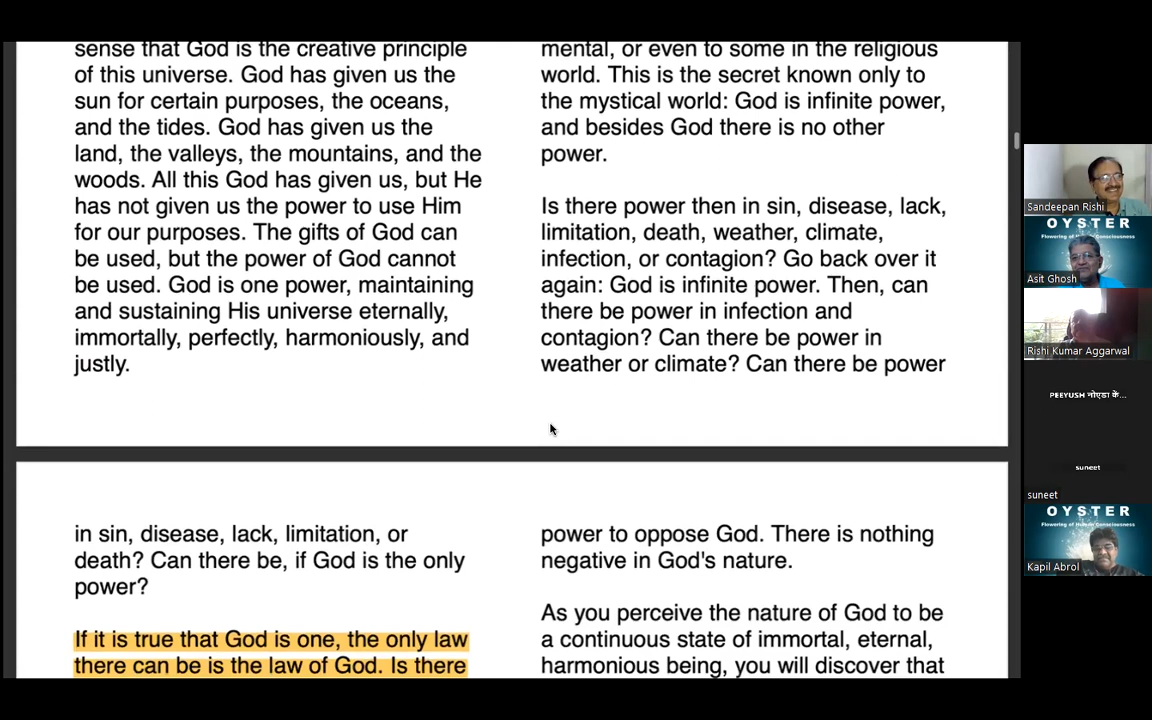 sense that God is the creative principle
of this universe. God has given us the
sun for certain purposes, the oceans,
and the tides. God has given us the
land, the valleys, the mountains, and the
woods. All this God has given us, but He
has not given us the power to use Him
for our purposes. The gifts of God can
be used, but the power of God cannot
be used. God is one power, maintaining
and sustaining His universe eternally,
immortally, perfectly, harmoniously, and
justly.
mental, or even to some in the religious
world. This is the secret known only to
the mystical world: God is infinite power,
and besides God there is no other
power.
Is there power then in sin, disease, lack,
limitation, death, weather, climate,
infection, or contagion? Go back over it
again: God is infinite power. Then, can
there be power in infection and
contagion? Can there be power in
weather or climate? Can there be power
in sin, disease, lack, limitation, or
death? Can there be, if God is the only
power?
If it is true that God is one, the only law
there can be is the law of God. Is there
power to oppose God. There is nothing
negative in God's nature.
As you perceive the nature of God to be
a continuous state of immortal, eternal,
harmonious being, you will discover that
Sandeepan Rishi
OYSTER
Flowering of Human Consciousness
Asit Ghosh
Rishi Kumar Aggarwal
PEEYUSH नोएडा कें...
suneet
suneet
OYSTER
Flowering of Human Consciousness
Kapil Abrol